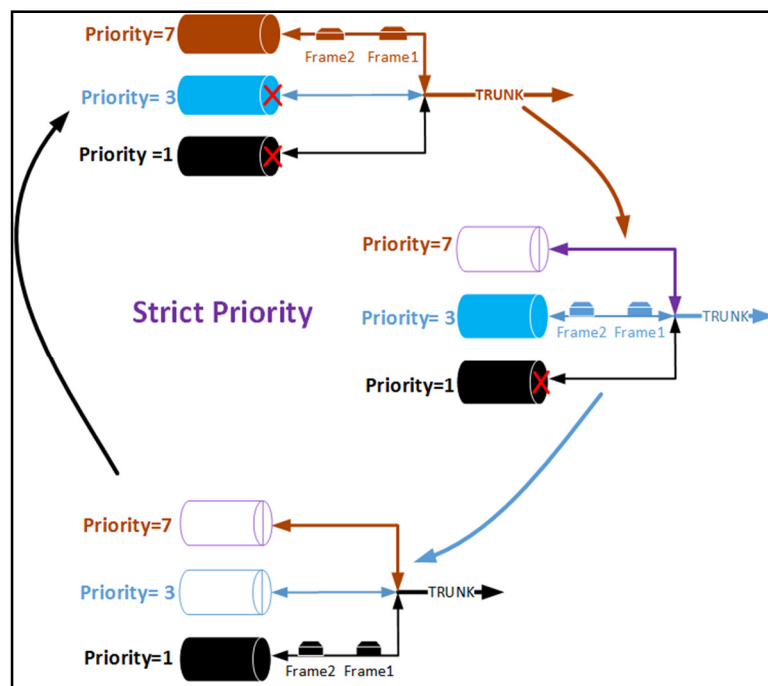 Priority=7
Frame2 Frame1
Priority= 3
TRUNK
Priority =1
Priority=7
Strict Priority
Priority= 3
TRUNK
Frame2 Frame1
Priority=1
Priority=7
Priority= 3
TRUNK
Priority=1
Frame2 Frame1